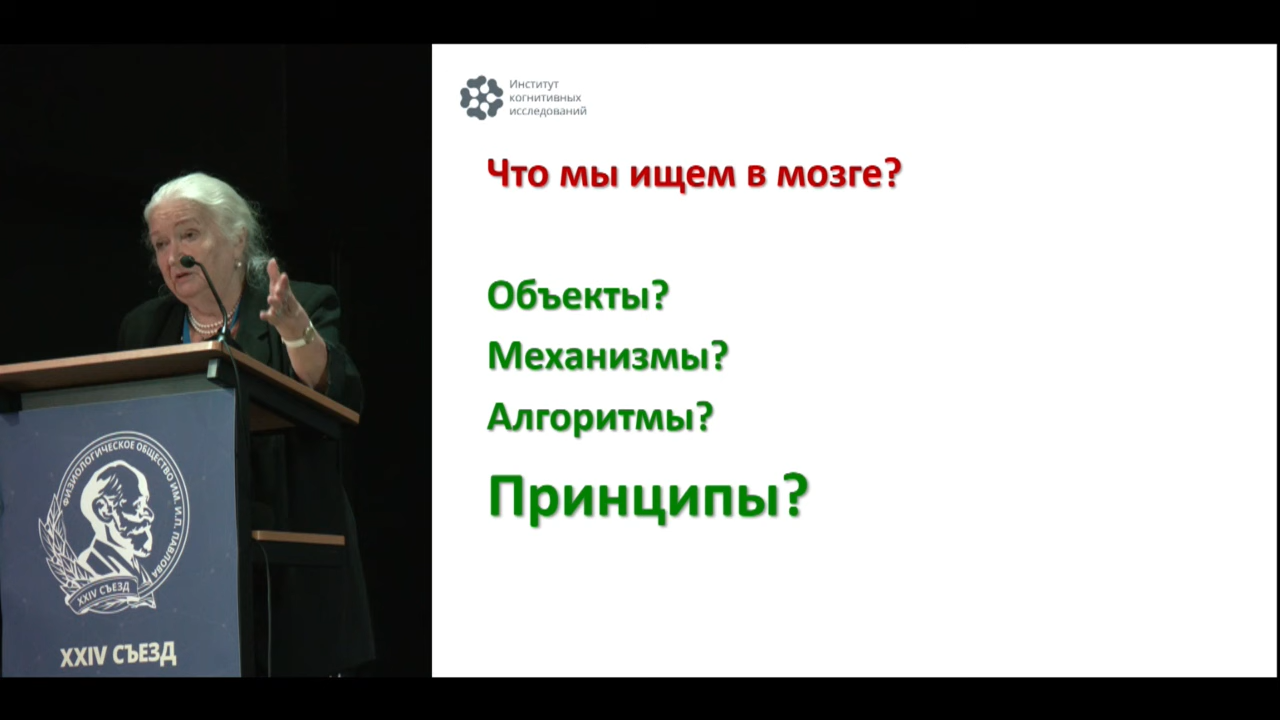 Институт
когнитивных
исследований
Что мы ищем в мозге?
Объекты?
Механизмы?
Алгоритмы?
Принципы?
ФИЗИОЛОГИЧЕСКОЕ ОБЩЕСТВО ИМ. И.П. ПАВЛОВА
XXIV СЪЕЗД
XXIV СЪЕЗД